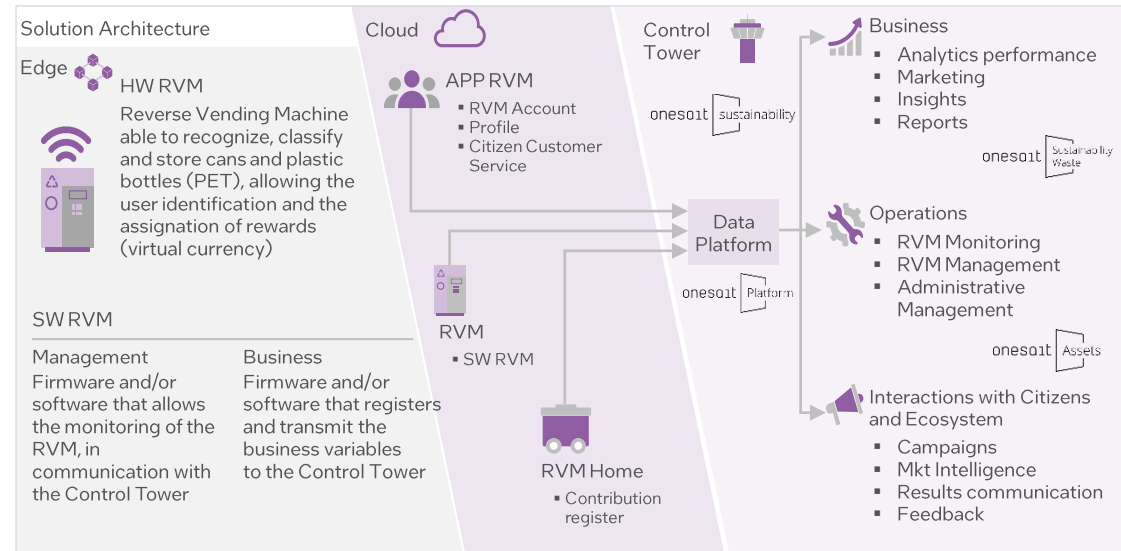 Solution Architecture
Edge
HW RVM
Reverse Vending Machine
able to recognize, classify
and store cans and plastic
bottles (PET), allowing the
user identification and the
assignation of rewards
(virtual currency)
SW RVM
Management
Firmware and/or
software that allows
the monitoring of the
RVM, in
communication with
the Control Tower
Business
Firmware and/or
software that registers
and transmit the
business variables
to the Control Tower
Cloud
APP RVM
▪ RVM Account
▪ Profile
▪ Citizen Customer
Service
RVM
▪ SW RVM
RVM Home
▪ Contribution
register
Control
Tower
onesait sustainability
Data
Platform
onesait Platform
Business
▪ Analytics performance
▪ Marketing
▪ Insights
▪ Reports
onesait Sustainability
Waste
Operations
▪ RVM Monitoring
▪ RVM Management
▪ Administrative
Management
onesait Assets
Interactions with Citizens
and Ecosystem
▪ Campaigns
▪ Mkt Intelligence
▪ Results communication
▪ Feedback